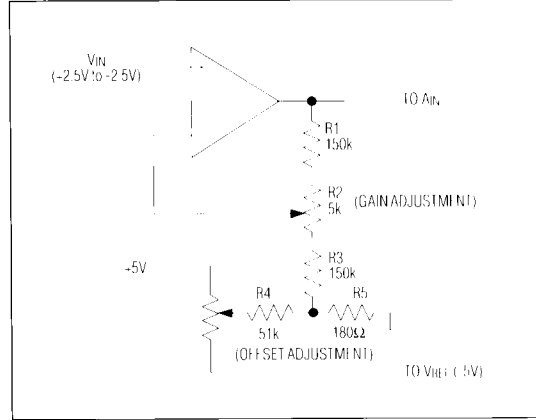 VIN
(+2.5V to -2.5V)
TO AIN
R1
150k
R2
5k
(GAIN ADJUSTMENT)
R3
150k
+5V
R4
51k
R5
180Ω
(OFFSET ADJUSTMENT)
TO VREF (-5V)